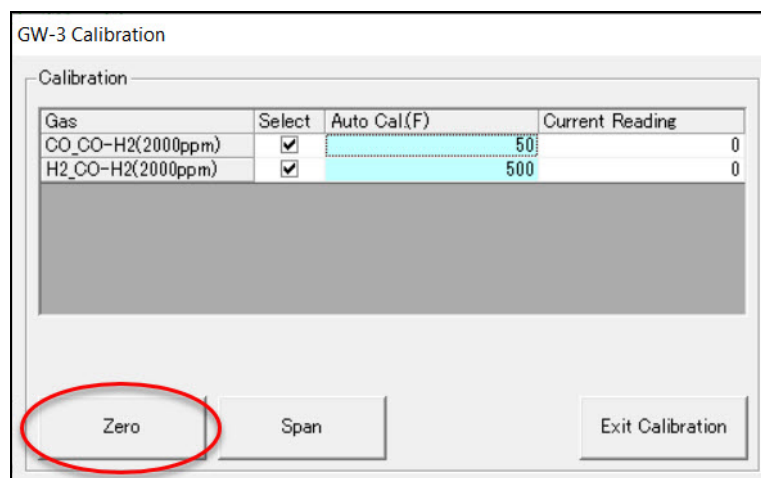 GW-3 Calibration
Calibration
Gas Select Auto Cal.(F) Current Reading
CO_CO-H2(2000ppm) 50 0
H2_CO-H2(2000ppm) 500 0
Zero Span Exit Calibration